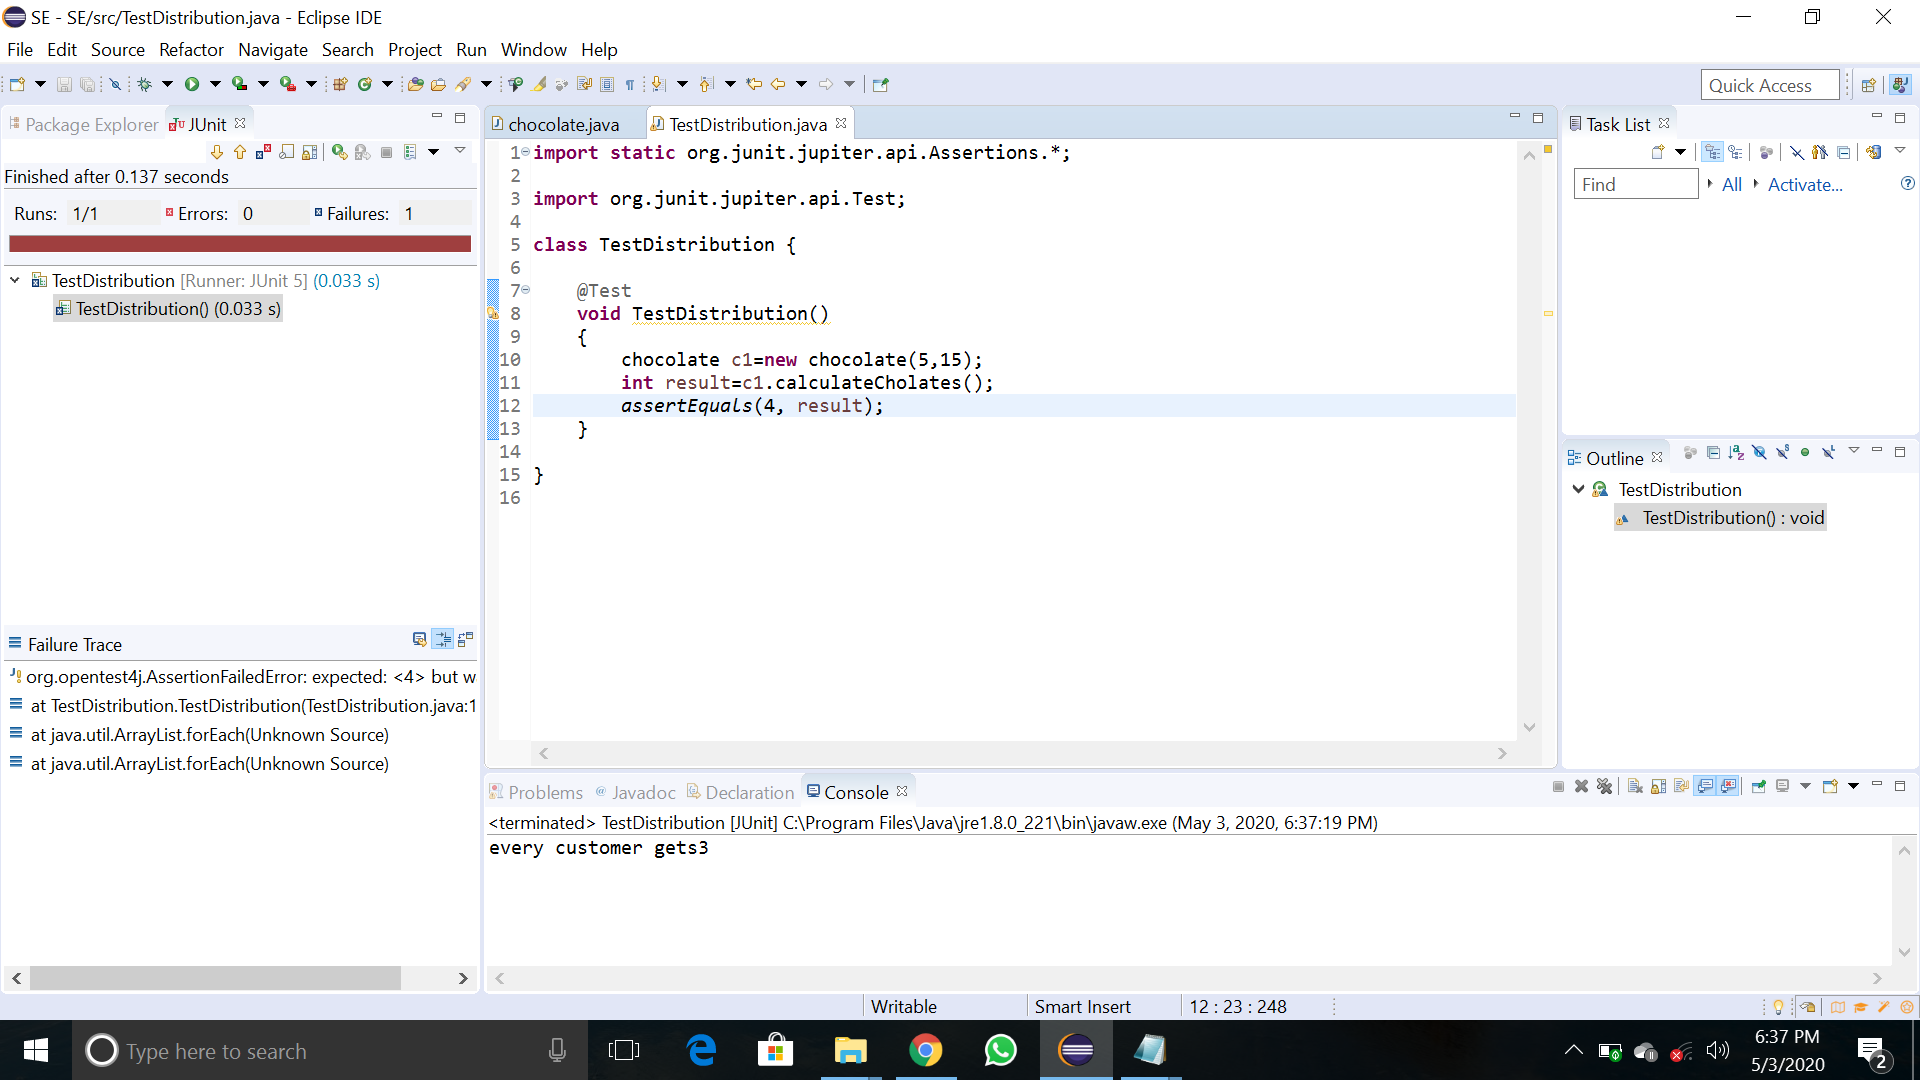 SE - SE/src/TestDistribution.java - Eclipse IDE
File Edit Source Refactor Navigate Search Project Run Window Help
Quick Access
Package Explorer JUnit
Finished after 0.137 seconds
Runs: 1/1 Errors: 0 Failures: 1
TestDistribution [Runner: JUnit 5] (0.033 s)
TestDistribution() (0.033 s)
Failure Trace
org.opentest4j.AssertionFailedError: expected: <4> but w
at TestDistribution.TestDistribution(TestDistribution.java:1
at java.util.ArrayList.forEach(Unknown Source)
at java.util.ArrayList.forEach(Unknown Source)
chocolate.java TestDistribution.java
1 import static org.junit.jupiter.api.Assertions.*;
2
3 import org.junit.jupiter.api.Test;
4
5 class TestDistribution {
6
7 @Test
8 void TestDistribution()
9 {
10 chocolate c1=new chocolate(5,15);
11 int result=c1.calculateCholates();
12 assertEquals(4, result);
13 }
14
15 }
16
Task List
Find All Activate...
Outline
TestDistribution
TestDistribution() : void
Problems @ Javadoc Declaration Console
<terminated> TestDistribution [JUnit] C:\Program Files\Java\jre1.8.0_221\bin\javaw.exe (May 3, 2020, 6:37:19 PM)
every customer gets3
Writable Smart Insert 12 : 23 : 248
Type here to search
6:37 PM
5/3/2020
2